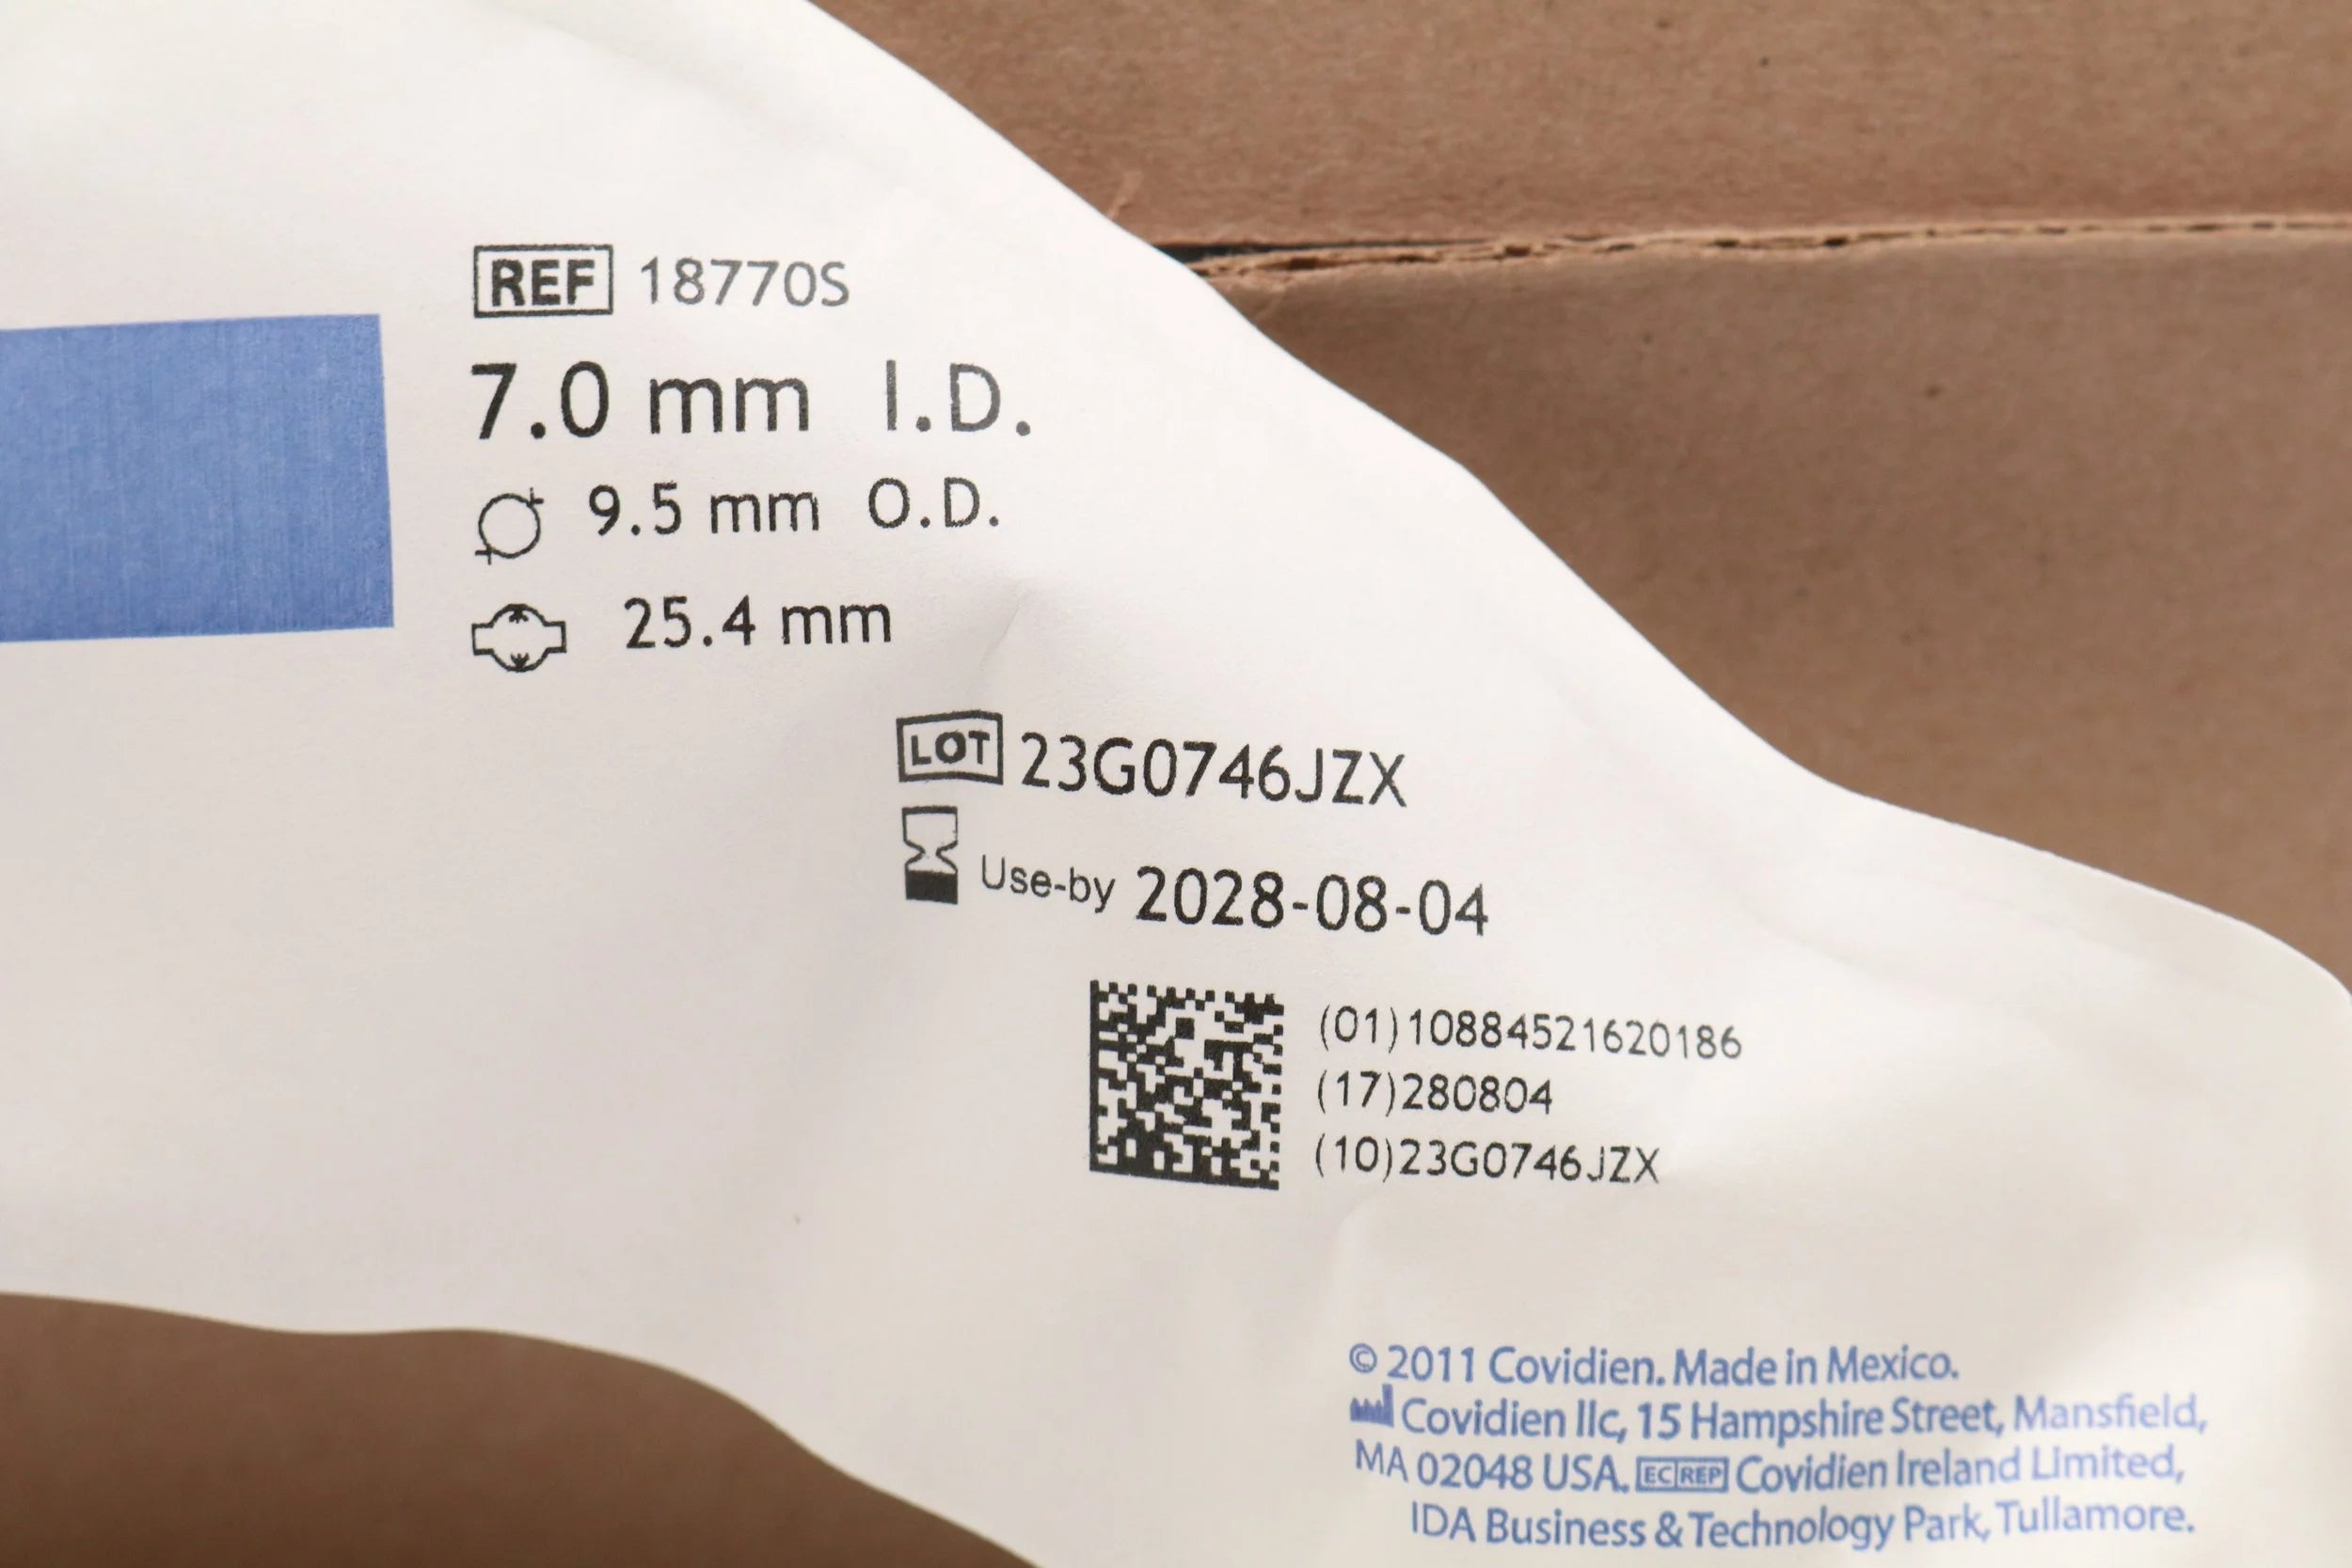 REF 18770S
7.0 mm I.D.
9.5 mm O.D.
25.4 mm
LOT 23G0746JZX
Use-by 2028-08-04
(01)10884521620186
(17)280804
(10)23G0746JZX
© 2011 Covidien. Made in Mexico.
Covidien llc, 15 Hampshire Street, Mansfield,
MA 02048 USA. EC REP Covidien Ireland Limited,
IDA Business & Technology Park, Tullamore.